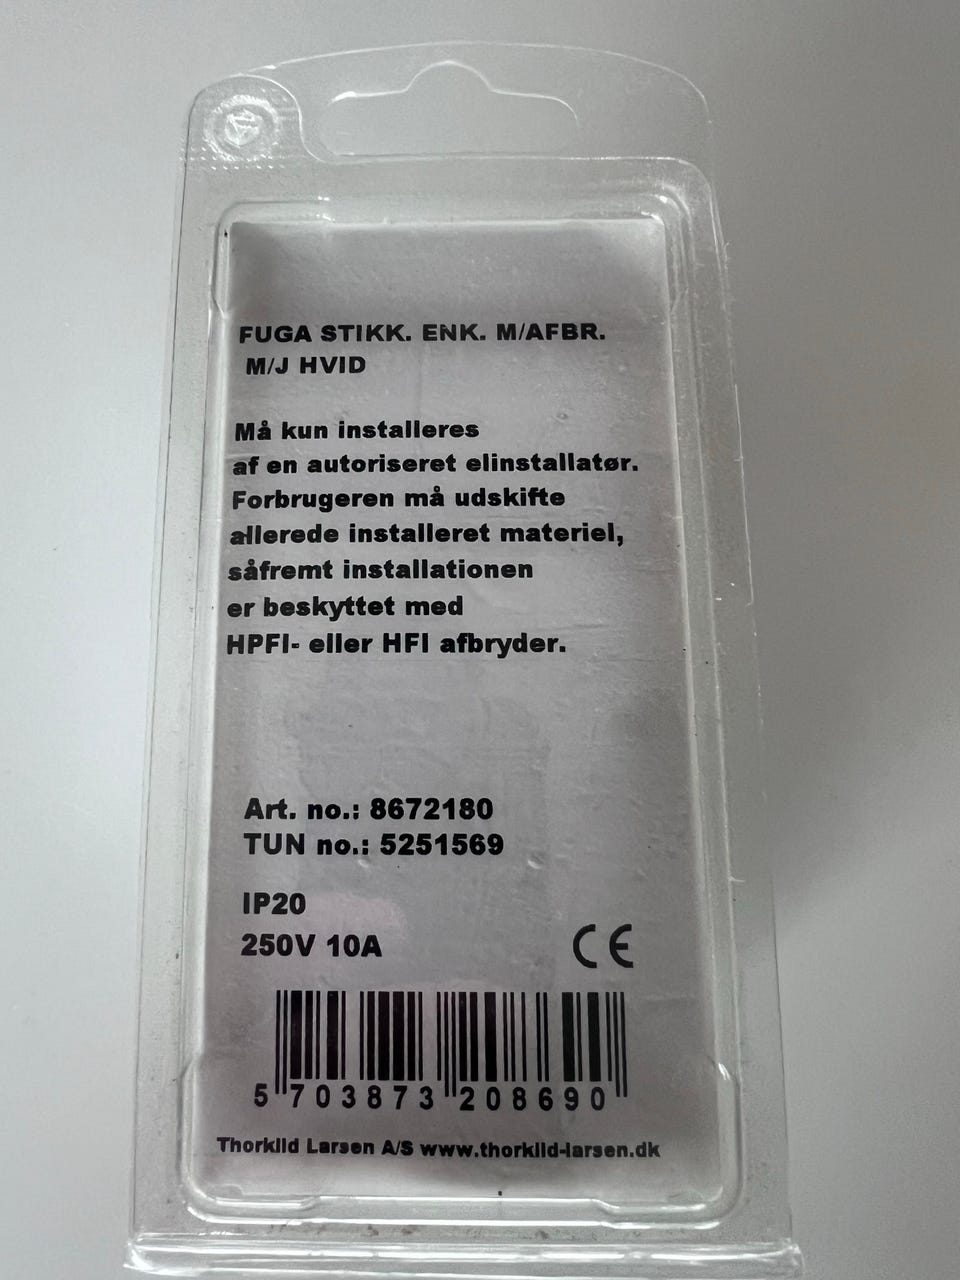 FUGA STIKK. ENK. M/AFBR.
M/J HVID
Må kun installeres
af en autoriseret elinstallatør.
Forbrugeren må udskifte
allerede installeret materiel,
såfremt installationen
er beskyttet med
HPFI- eller HFI afbryder.
Art. no.: 8672180
TUN no.: 5251569
IP20
250V 10A
CE
5 703873 208690
Thorkild Larsen A/S www.thorkild-larsen.dk